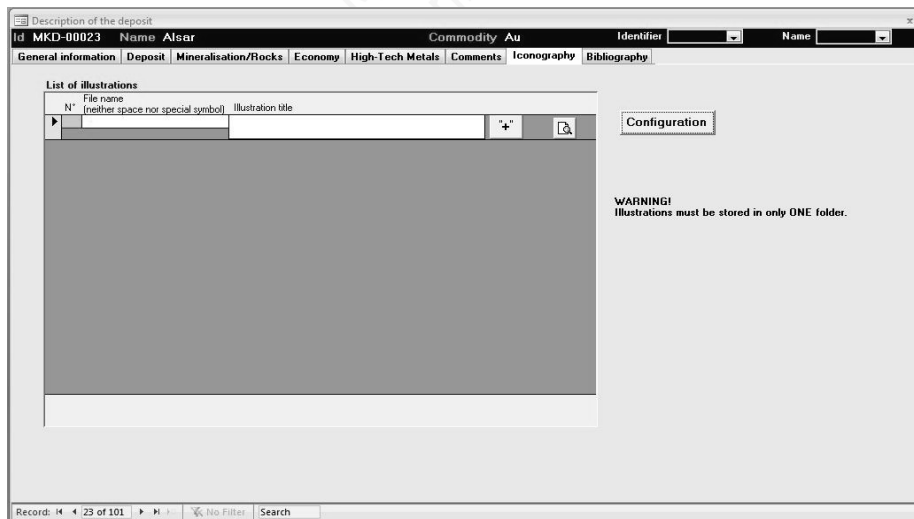 Description of the deposit x
Id MKD-00023 Name Alsar Commodity Au Identifier Name
General information Deposit Mineralisation/Rocks Economy High-Tech Metals Comments Iconography Bibliography
List of illustrations
N° File name (neither space nor special symbol) Illustration title
"+"
Configuration
WARNING!
Illustrations must be stored in only ONE folder.
Record: 23 of 101 No Filter Search